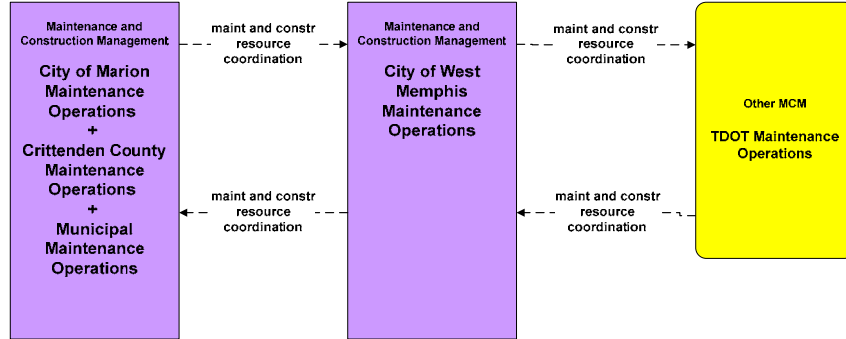 Maintenance and
Construction Management
City of Marion
Maintenance
Operations
+
Crittenden County
Maintenance
Operations
+
Municipal
Maintenance
Operations
maint and constr
resource
coordination
maint and constr
resource
coordination
Maintenance and
Construction Management
City of West
Memphis
Maintenance
Operations
maint and constr
resource
coordination
maint and constr
resource
coordination
Other MCM
TDOT Maintenance
Operations